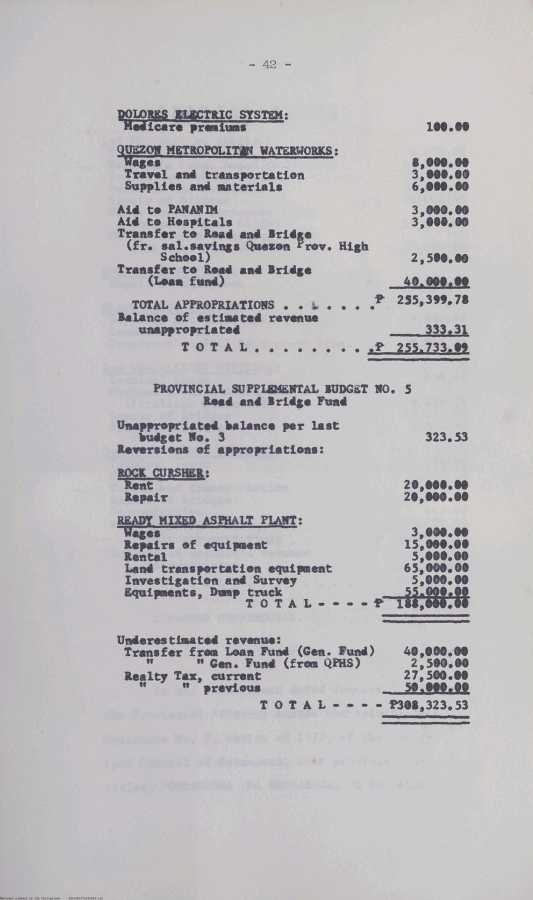 - 42 -
DOLORES ELECTRIC SYSTEM:
Medicare premiums 100.00
QUEZON METROPOLITAN WATERWORKS:
Wages 8,000.00
Travel and transportation 3,000.00
Supplies and materials 6,000.00
Aid to PANANIM 3,000.00
Aid to Hospitals 3,000.00
Transfer to Road and Bridge
(fr. sal.savings Quezon Prov. High
School) 2,500.00
Transfer to Road and Bridge
(Loan fund) 40,000.00
TOTAL APPROPRIATIONS . . . . . . . ₱ 255,399.78
Balance of estimated revenue
unappropriated 333.31
T O T A L . . . . . . . . . .₱ 255,733.09
PROVINCIAL SUPPLEMENTAL BUDGET NO. 5
Road and Bridge Fund
Unappropriated balance per last
budget No. 3 323.53
Reversions of appropriations:
ROCK CURSHER:
Rent 20,000.00
Repair 20,000.00
READY MIXED ASPHALT PLANT:
Wages 3,000.00
Repairs of equipment 15,000.00
Rental 5,000.00
Land transportation equipment 65,000.00
Investigation and Survey 5,000.00
Equipments, Dump truck 55,000.00
T O T A L - - - - ₱ 188,000.00
Underestimated revenue:
Transfer from Loan Fund (Gen. Fund) 40,000.00
" " Gen. Fund (from QPHS) 2,500.00
Realty Tax, current 27,500.00
" " previous 50,000.00
T O T A L - - - - ₱308,323.53